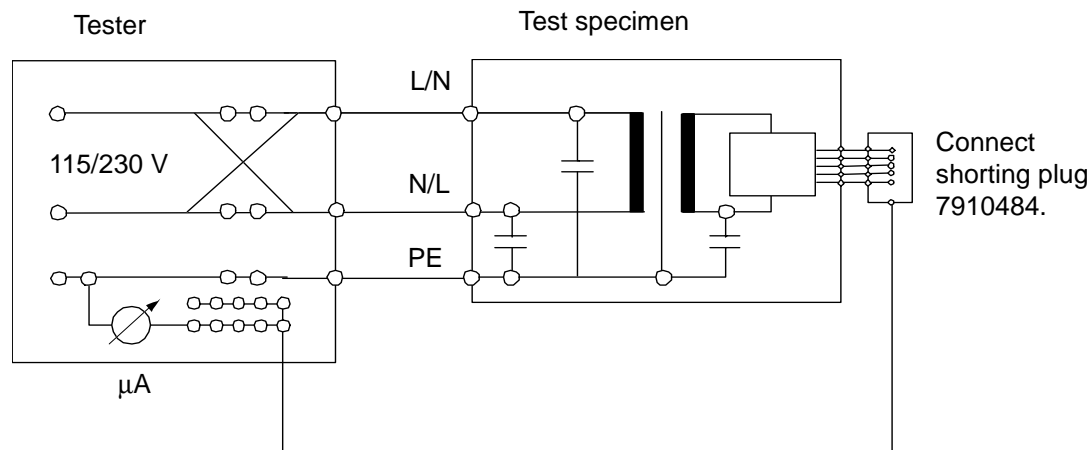 Tester
Test specimen
L/N
115/230 V
N/L
PE
μA
Connect
shorting plug
7910484.